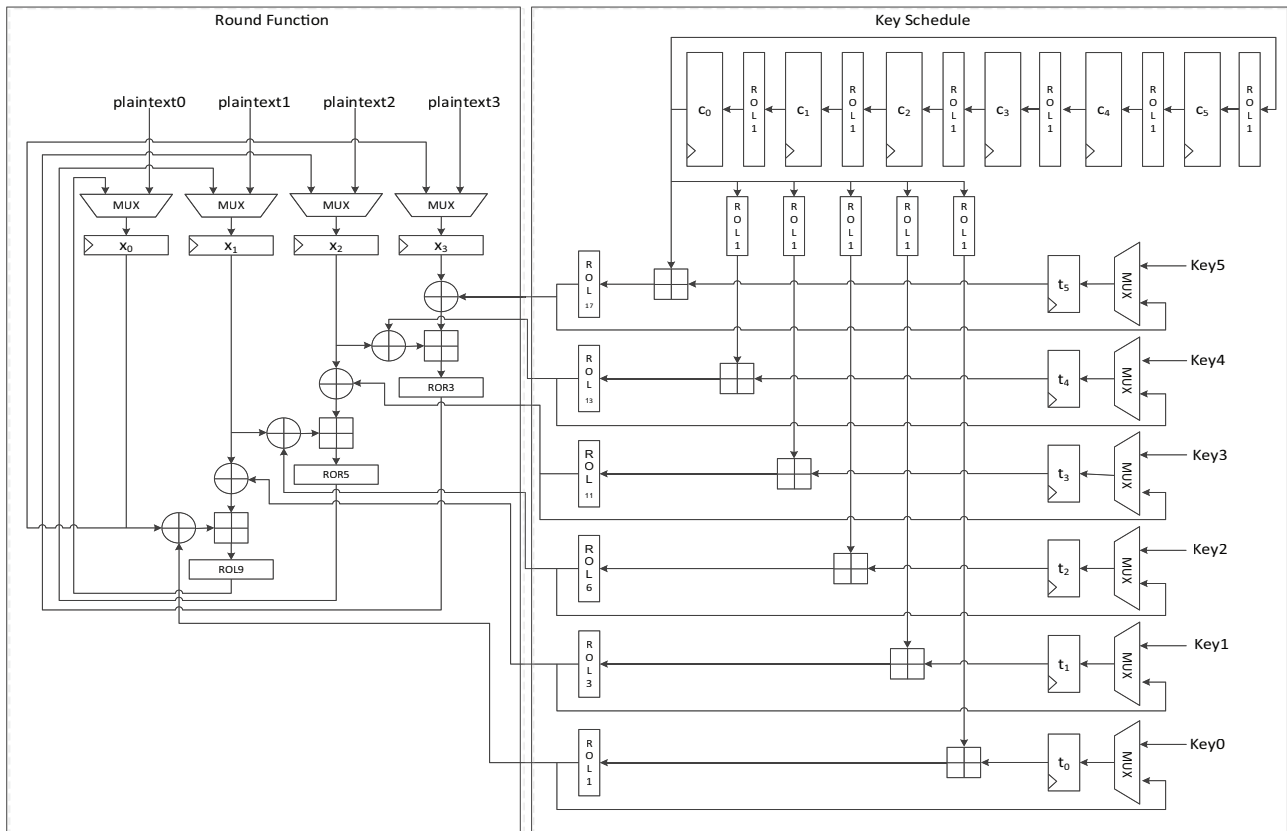 Round Function
Key Schedule
plaintext0 plaintext1 plaintext2 plaintext3
C₀ ROL1 C₁ ROL1 C₂ ROL1 C₃ ROL1 C₄ ROL1 C₅ ROL1
MUX MUX MUX MUX
X₀ X₁ X₂ X₃
ROL1 ROL1 ROL1 ROL1 ROL1
ROL17 t₅ MUX Key5
ROR3
ROL13 t₄ MUX Key4
ROR5
ROL11 t₃ MUX Key3
ROL9
ROL6 t₂ MUX Key2
ROL3 t₁ MUX Key1
ROL1 t₀ MUX Key0